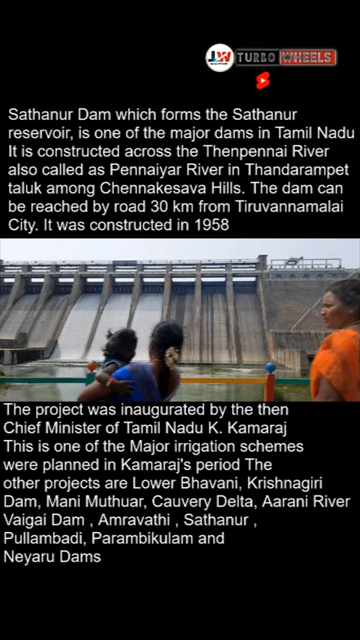 JW
TURBO WHEELS
Sathanur Dam which forms the Sathanur
reservoir, is one of the major dams in Tamil Nadu
It is constructed across the Thenpennai River
also called as Pennaiyar River in Thandarampet
taluk among Chennakesava Hills. The dam can
be reached by road 30 km from Tiruvannamalai
City. It was constructed in 1958
The project was inaugurated by the then
Chief Minister of Tamil Nadu K. Kamaraj
This is one of the Major irrigation schemes
were planned in Kamaraj's period The
other projects are Lower Bhavani, Krishnagiri
Dam, Mani Muthuar, Cauvery Delta, Aarani River
Vaigai Dam , Amravathi , Sathanur ,
Pullambadi, Parambikulam and
Neyaru Dams